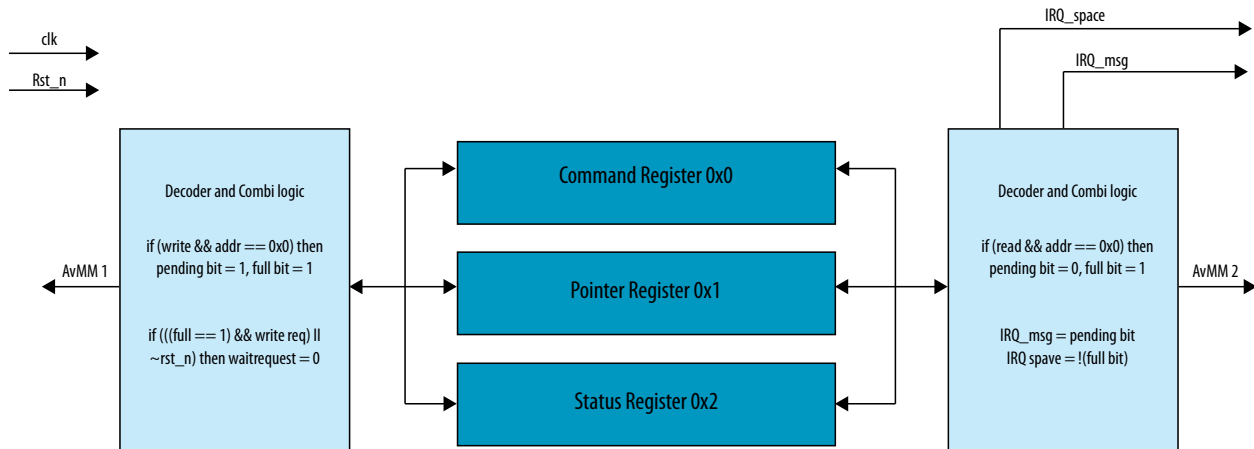 clk
Rst_n
IRQ_space
IRQ_msg
Decoder and Combi logic
if (write && addr == 0x0) then
pending bit = 1, full bit = 1
if (((full == 1) && write req) ll
~rst_n) then waitrequest = 0
AvMM 1
Command Register 0x0
Pointer Register 0x1
Status Register 0x2
Decoder and Combi logic
if (read && addr == 0x0) then
pending bit = 0, full bit = 1
IRQ_msg = pending bit
IRQ spave = !(full bit)
AvMM 2